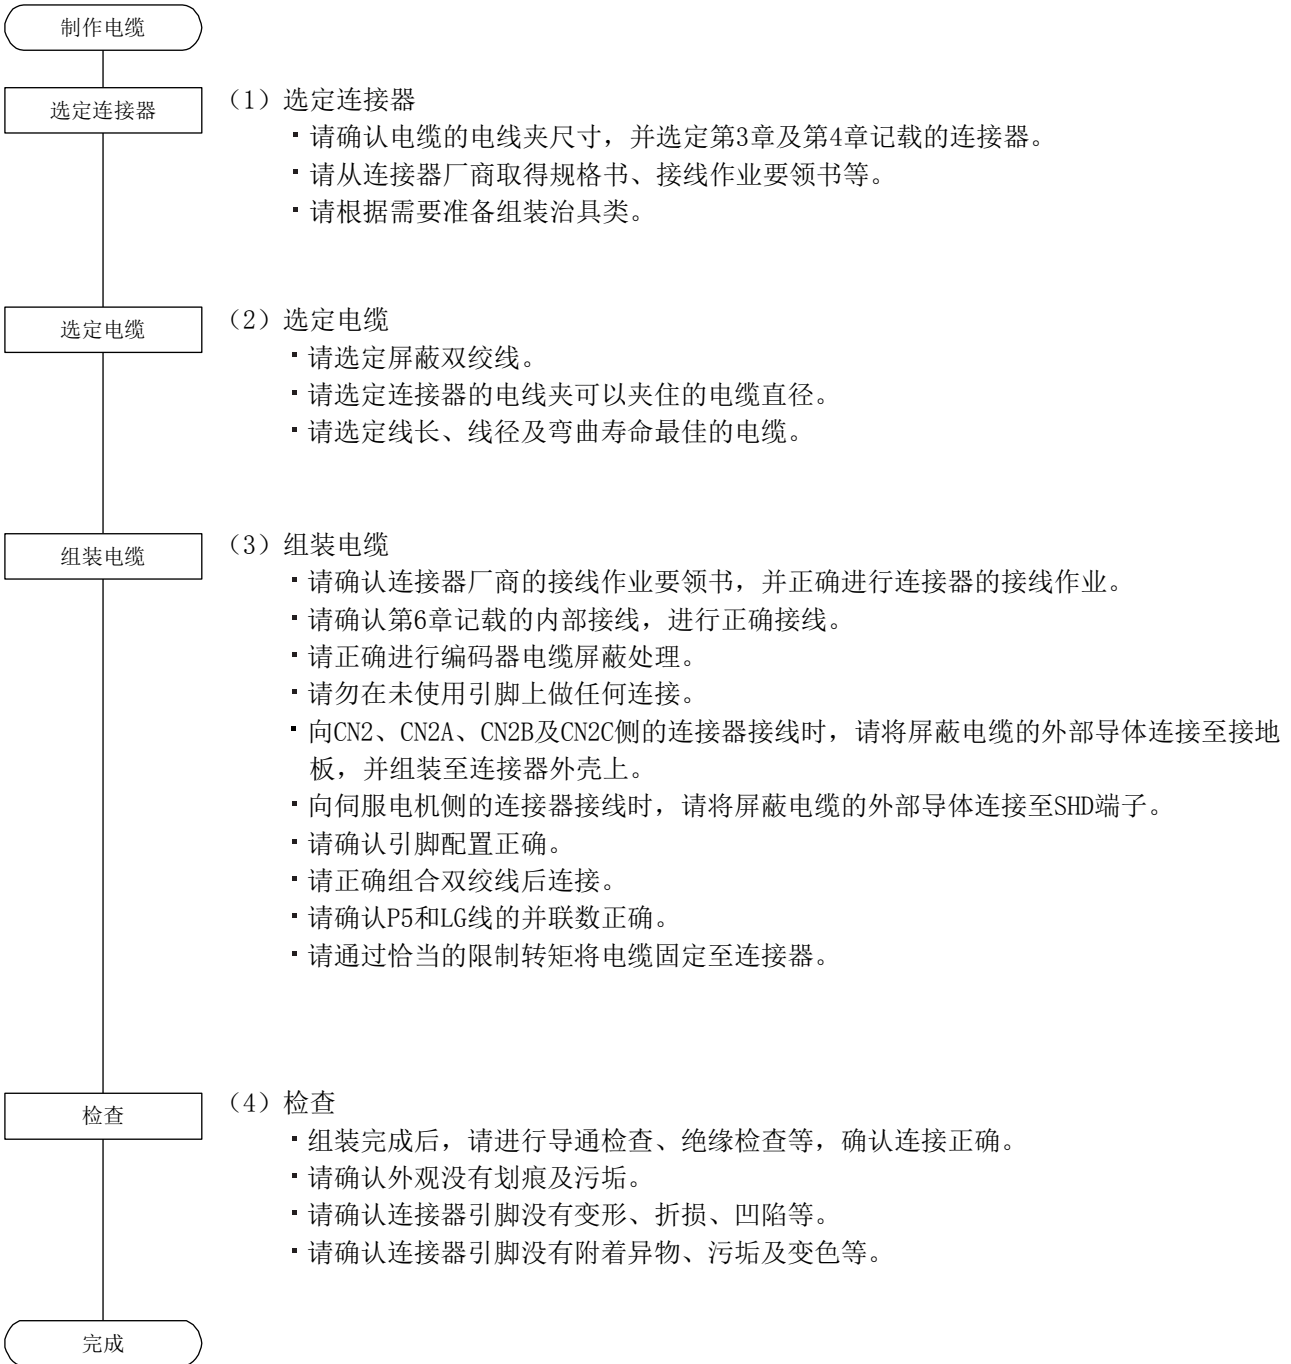 制作电缆
选定连接器
（1）选定连接器
▪请确认电缆的电线夹尺寸，并选定第3章及第4章记载的连接器。
▪请从连接器厂商取得规格书、接线作业要领书等。
▪请根据需要准备组装治具类。
选定电缆
（2）选定电缆
▪请选定屏蔽双绞线。
▪请选定连接器的电线夹可以夹住的电缆直径。
▪请选定线长、线径及弯曲寿命最佳的电缆。
组装电缆
（3）组装电缆
▪请确认连接器厂商的接线作业要领书，并正确进行连接器的接线作业。
▪请确认第6章记载的内部接线，进行正确接线。
▪请正确进行编码器电缆屏蔽处理。
▪请勿在未使用引脚上做任何连接。
▪向CN2、CN2A、CN2B及CN2C侧的连接器接线时，请将屏蔽电缆的外部导体连接至接地
板，并组装至连接器外壳上。
▪向伺服电机侧的连接器接线时，请将屏蔽电缆的外部导体连接至SHD端子。
▪请确认引脚配置正确。
▪请正确组合双绞线后连接。
▪请确认P5和LG线的并联数正确。
▪请通过恰当的限制转矩将电缆固定至连接器。
检查
（4）检查
▪组装完成后，请进行导通检查、绝缘检查等，确认连接正确。
▪请确认外观没有划痕及污垢。
▪请确认连接器引脚没有变形、折损、凹陷等。
▪请确认连接器引脚没有附着异物、污垢及变色等。
完成